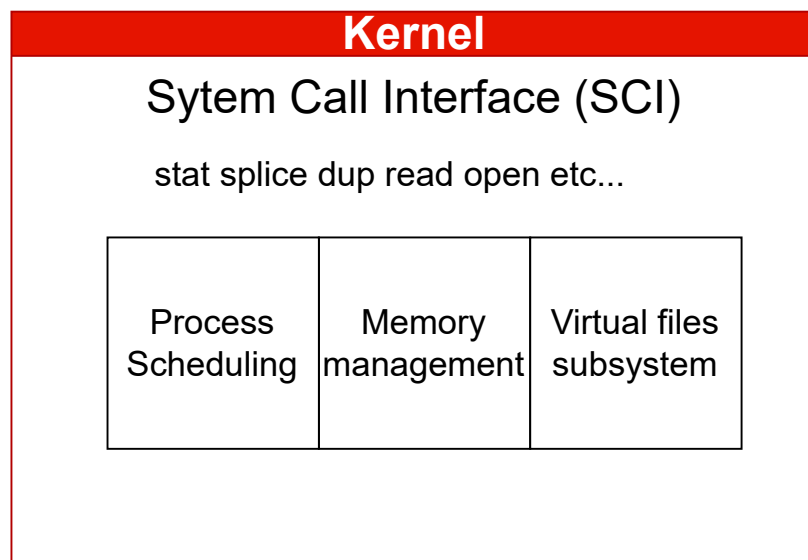 Kernel
Sytem Call Interface (SCI)
stat splice dup read open etc...
Process
Scheduling
Memory
management
Virtual files
subsystem